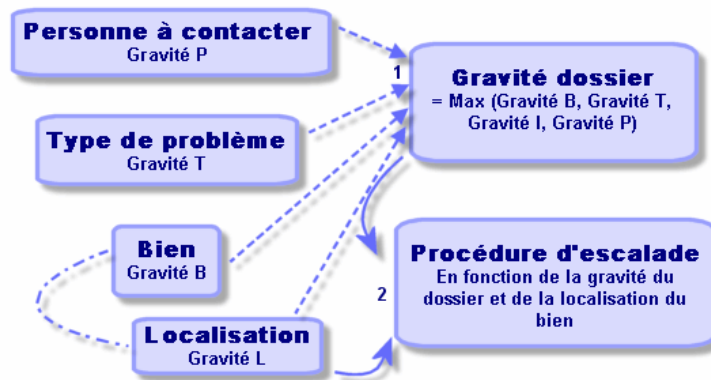 Personne à contacter
Gravité P
1
Gravité dossier
= Max (Gravité B, Gravité T,
Gravité I, Gravité P)
Type de problème
Gravité T
Bien
Gravité B
Localisation
Gravité L
2
Procédure d'escalade
En fonction de la gravité du
dossier et de la localisation du
bien